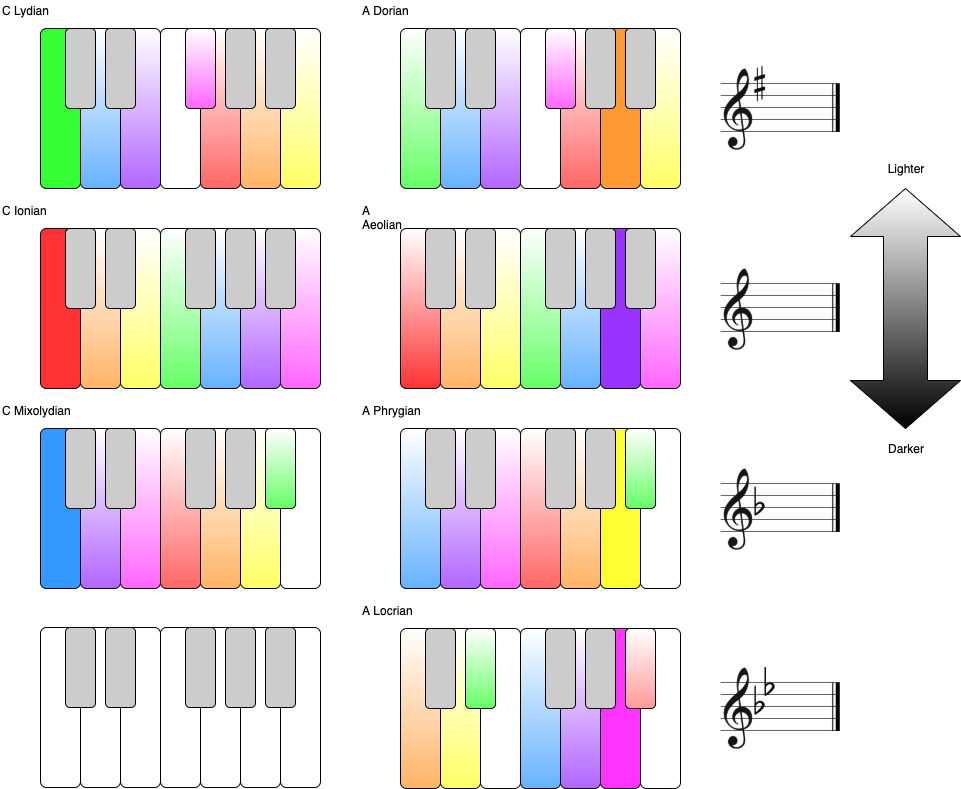 C Lydian
A Dorian
Lighter
C Ionian
A
Aeolian
C Mixolydian
A Phrygian
Darker
A Locrian